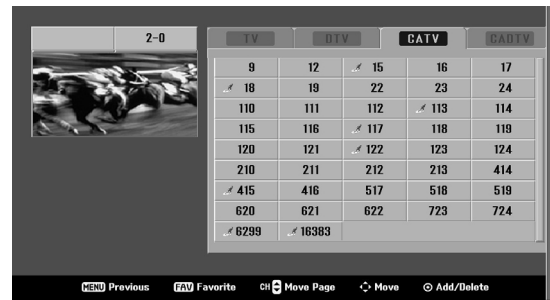 2-0
TV DTV CATV CADTV
9 12 15 16 17
18 19 22 23 24
110 111 112 113 114
115 116 117 118 119
120 121 122 123 124
210 211 212 213 414
415 416 517 518 519
620 621 622 723 724
6299 16383
MENU Previous FAV Favorite CH Move Page Move Add/Delete